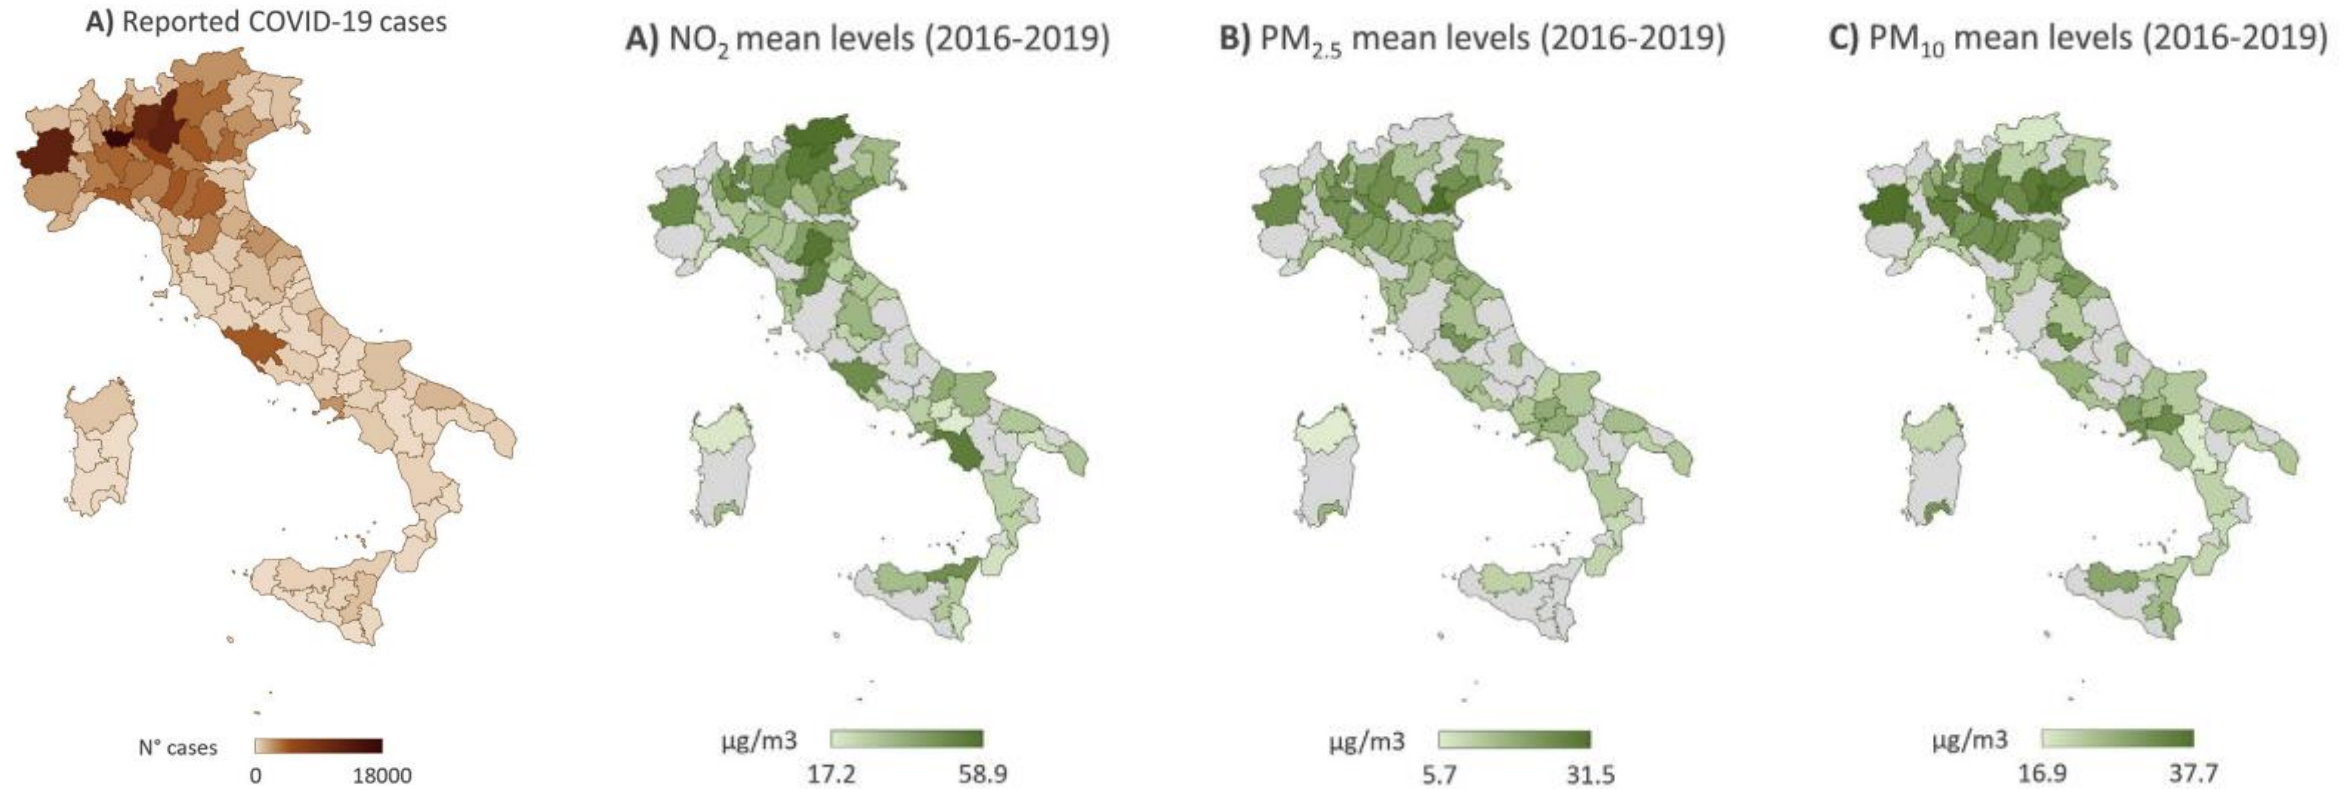 A) Reported COVID-19 cases
A) NO2 mean levels (2016-2019)
B) PM2.5 mean levels (2016-2019)
C) PM10 mean levels (2016-2019)
N° cases
0 18000
µg/m3
17.2 58.9
µg/m3
5.7 31.5
µg/m3
16.9 37.7